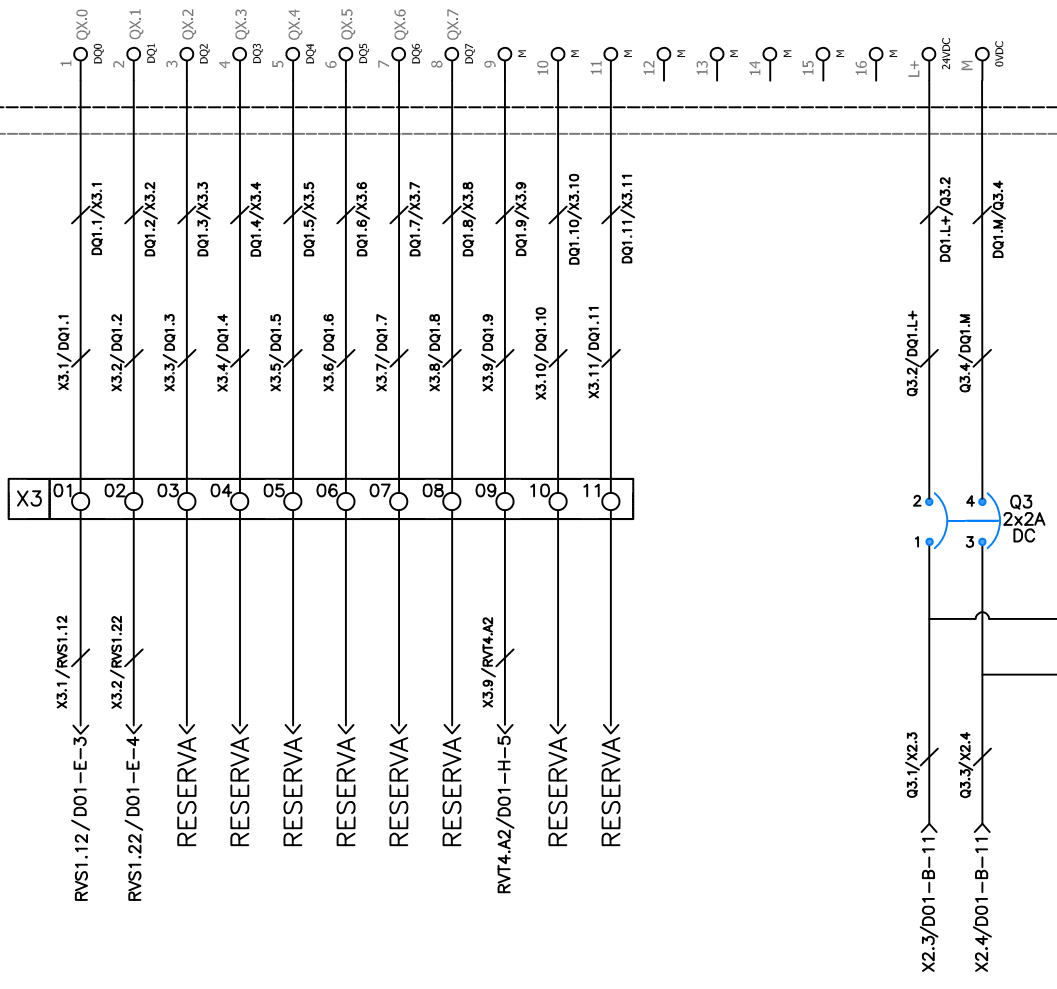 QX.0
QX.1
QX.2
QX.3
QX.4
QX.5
QX.6
QX.7
1 DQ0
2 DQ1
3 DQ2
4 DQ3
5 DQ4
6 DQ5
7 DQ6
8 DQ7
9 M
10 M
11 M
12 M
13 M
14 M
15 M
16 M
L+ 24VDC
M 0VDC
DQ1.1/X3.1
DQ1.2/X3.2
DQ1.3/X3.3
DQ1.4/X3.4
DQ1.5/X3.5
DQ1.6/X3.6
DQ1.7/X3.7
DQ1.8/X3.8
DQ1.9/X3.9
DQ1.10/X3.10
DQ1.11/X3.11
DQ1.L+/Q3.2
DQ1.M/Q3.4
X3.1/DQ1.1
X3.2/DQ1.2
X3.3/DQ1.3
X3.4/DQ1.4
X3.5/DQ1.5
X3.6/DQ1.6
X3.7/DQ1.7
X3.8/DQ1.8
X3.9/DQ1.9
X3.10/DQ1.10
X3.11/DQ1.11
Q3.2/DQ1.L+
Q3.4/DQ1.M
X3 01 02 03 04 05 06 07 08 09 10 11
2 4 Q3
2x2A
1 3 DC
X3.1/RVS1.12
X3.2/RVS1.22
X3.9/RVT4.A2
RVS1.12/D01-E-3
RVS1.22/D01-E-4
RESERVA
RESERVA
RESERVA
RESERVA
RESERVA
RESERVA
RVT4.A2/D01-H-5
RESERVA
RESERVA
Q3.1/X2.3
Q3.3/X2.4
X2.3/D01-B-11
X2.4/D01-B-11